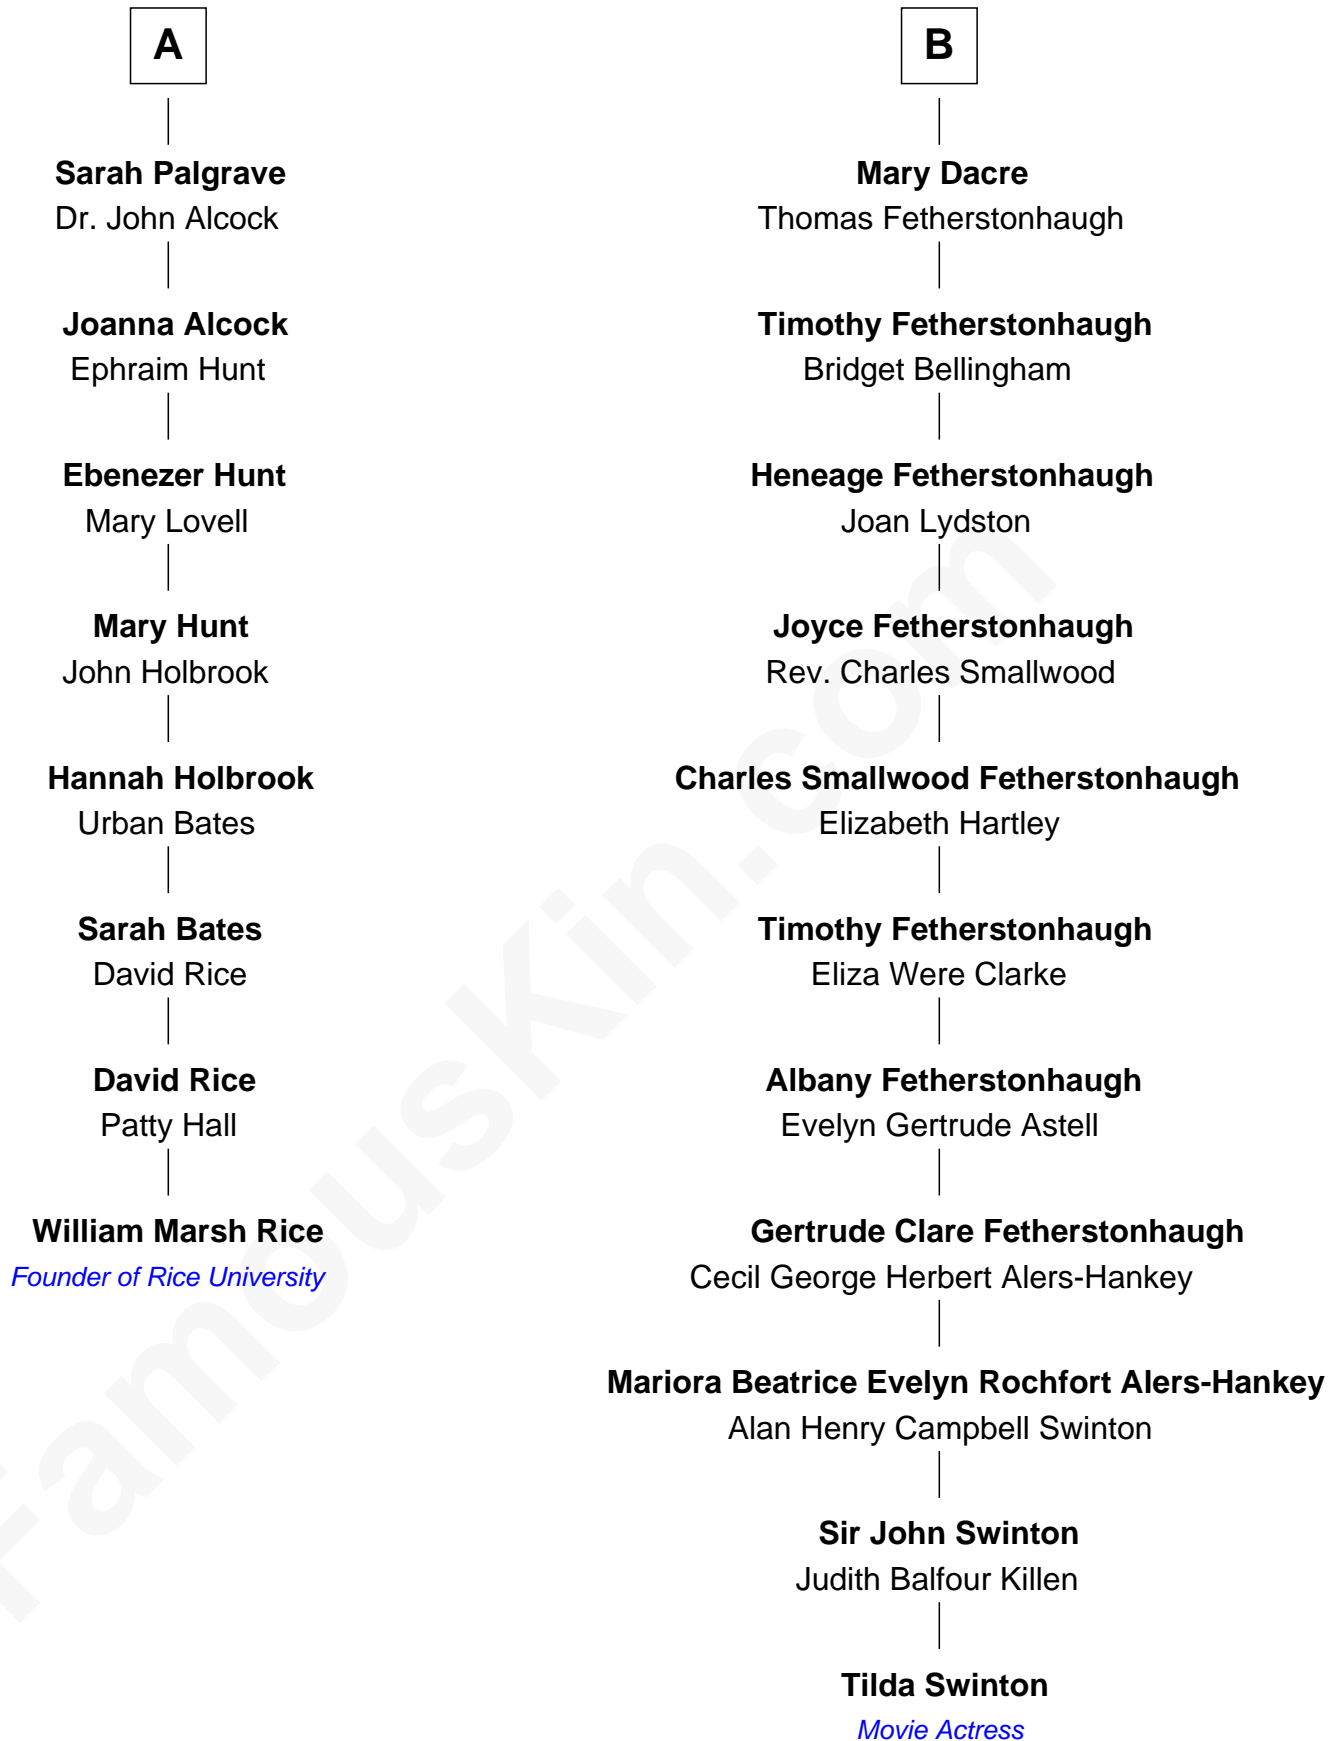 A
Sarah Palgrave
Dr. John Alcock
Joanna Alcock
Ephraim Hunt
Ebenezer Hunt
Mary Lovell
Mary Hunt
John Holbrook
Hannah Holbrook
Urban Bates
Sarah Bates
David Rice
David Rice
Patty Hall
William Marsh Rice
Founder of Rice University
B
Mary Dacre
Thomas Fetherstonhaugh
Timothy Fetherstonhaugh
Bridget Bellingham
Heneage Fetherstonhaugh
Joan Lydston
Joyce Fetherstonhaugh
Rev. Charles Smallwood
Charles Smallwood Fetherstonhaugh
Elizabeth Hartley
Timothy Fetherstonhaugh
Eliza Were Clarke
Albany Fetherstonhaugh
Evelyn Gertrude Astell
Gertrude Clare Fetherstonhaugh
Cecil George Herbert Alers-Hankey
Mariora Beatrice Evelyn Rochfort Alers-Hankey
Alan Henry Campbell Swinton
Sir John Swinton
Judith Balfour Killen
Tilda Swinton
Movie Actress
FamousKin.com